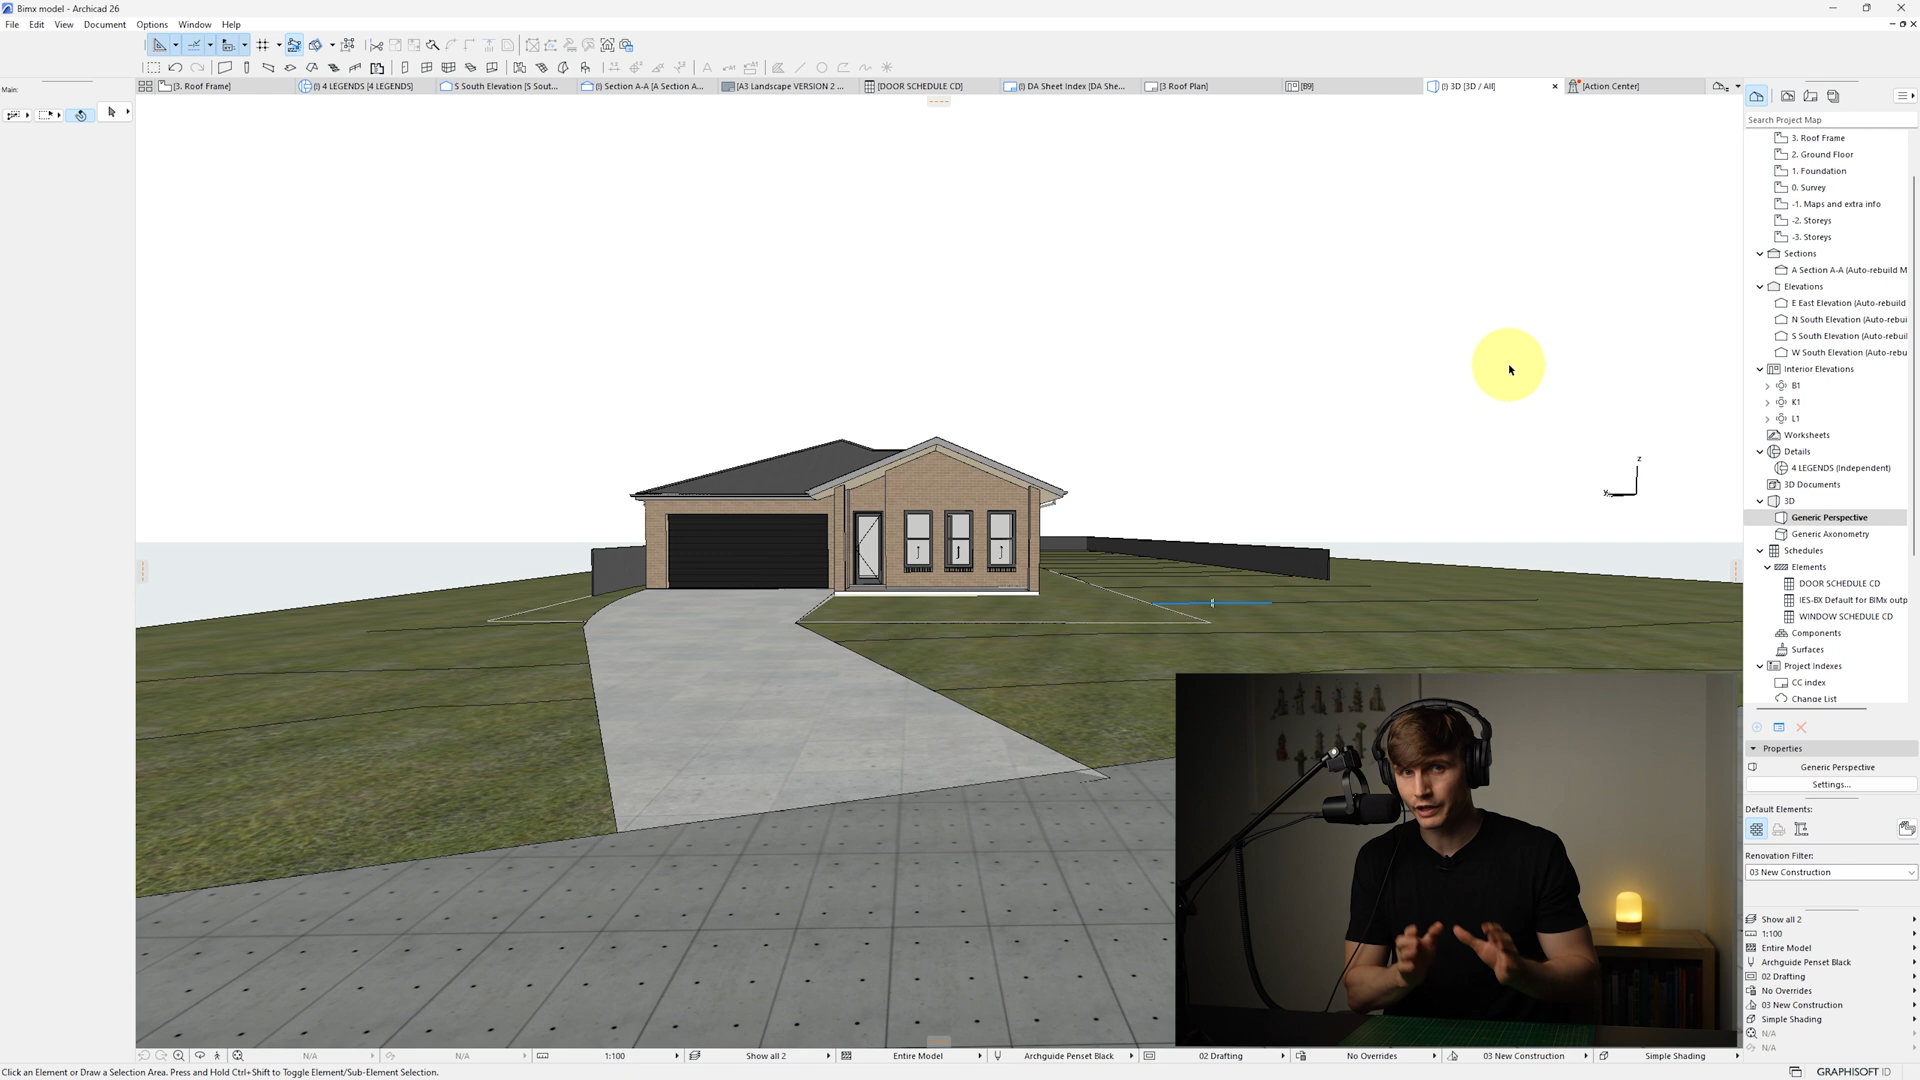 Bimx model - Archicad 26
File Edit View Document Options Window Help
[3. Roof Frame] (!) 4 LEGENDS [4 LEGENDS] S South Elevation [S Sout... (!) Section A-A [A Section A... [A3 Landscape VERSION 2 ... [DOOR SCHEDULE CD] (!) DA Sheet Index [DA She... [3 Roof Plan] [B9] (!) 3D [3D / All] [Action Center]
Main:
Search Project Map
3. Roof Frame
2. Ground Floor
1. Foundation
0. Survey
-1. Maps and extra info
-2. Storeys
-3. Storeys
Sections
A Section A-A (Auto-rebuild M
Elevations
E East Elevation (Auto-rebuild
N South Elevation (Auto-rebui
S South Elevation (Auto-rebuil
W South Elevation (Auto-rebu
Interior Elevations
B1
K1
L1
Worksheets
Details
4 LEGENDS (Independent)
3D Documents
3D
Generic Perspective
Generic Axonometry
Schedules
Elements
DOOR SCHEDULE CD
IES-BX Default for BIMx outp
WINDOW SCHEDULE CD
Components
Surfaces
Project Indexes
CC index
Change List
Properties
Generic Perspective
Settings...
Default Elements:
Renovation Filter:
03 New Construction
Show all 2
1:100
Entire Model
Archguide Penset Black
02 Drafting
No Overrides
03 New Construction
Simple Shading
N/A
N/A
z
y
N/A N/A 1:100 Show all 2 Entire Model Archguide Penset Black 02 Drafting No Overrides 03 New Construction Simple Shading
Click an Element or Draw a Selection Area. Press and Hold Ctrl+Shift to Toggle Element/Sub-Element Selection.
GRAPHISOFT ID